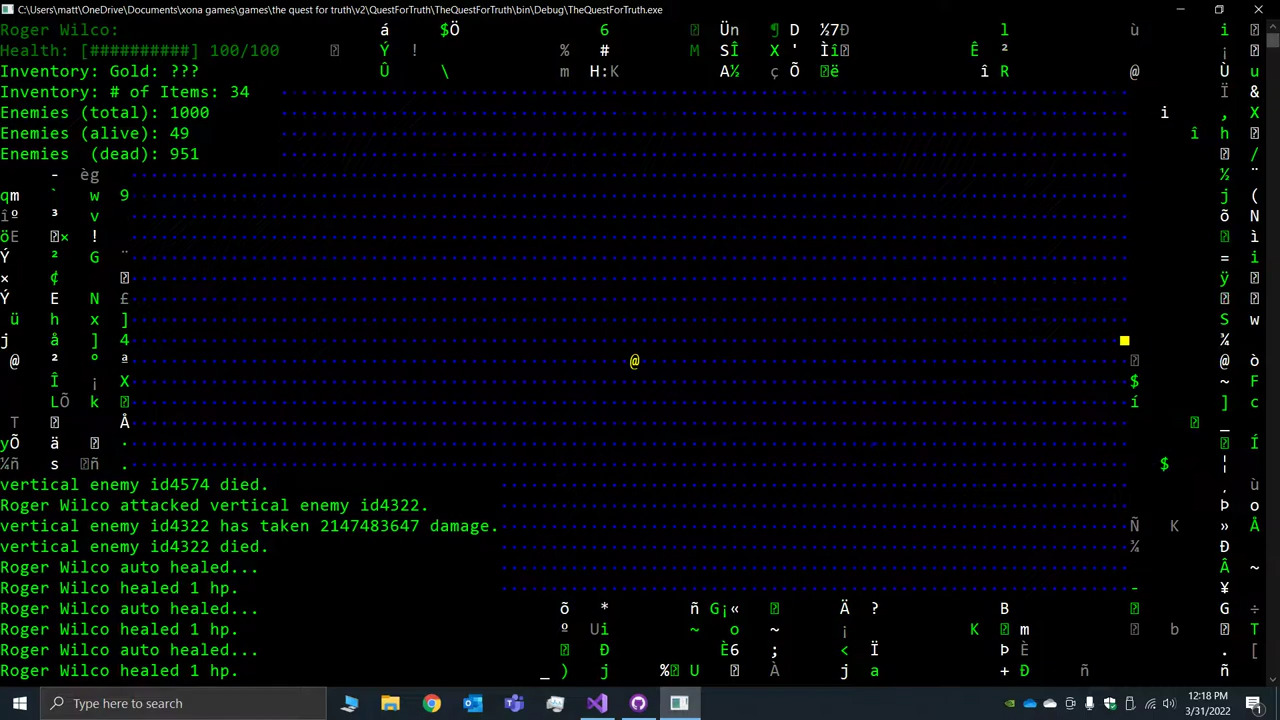 C:\Users\matt\OneDrive\Documents\xona games\games\the quest for truth\v2\QuestForTruth\TheQuestForTruth\bin\Debug\TheQuestForTruth.exe
Roger Wilco:
Health: [##########] 100/100
Inventory: Gold: ???
Inventory: # of Items: 34
Enemies (total): 1000
Enemies (alive): 49
Enemies  (dead): 951
@
vertical enemy id4574 died.
Roger Wilco attacked vertical enemy id4322.
vertical enemy id4322 has taken 2147483647 damage.
vertical enemy id4322 died.
Roger Wilco auto healed...
Roger Wilco healed 1 hp.
Roger Wilco auto healed...
Roger Wilco healed 1 hp.
Roger Wilco auto healed...
Roger Wilco healed 1 hp.
Type here to search
12:18 PM
3/31/2022